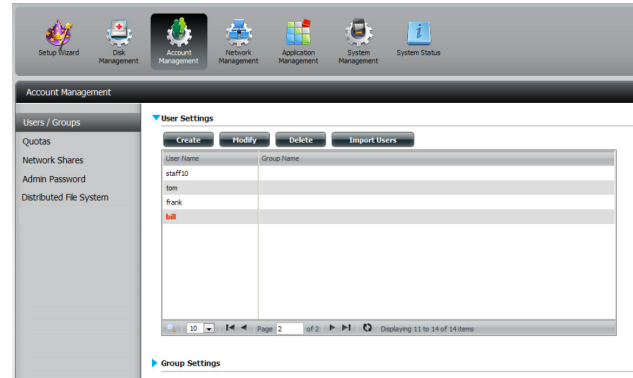 Setup Wizard
Disk Management
Account Management
Network Management
Application Management
System Management
System Status
Account Management
Users / Groups
Quotas
Network Shares
Admin Password
Distributed File System
User Settings
Create Modify Delete Import Users
User Name Group Name
staff10
tom
frank
bill
10 Page 2 of 2 Displaying 11 to 14 of 14 items
Group Settings